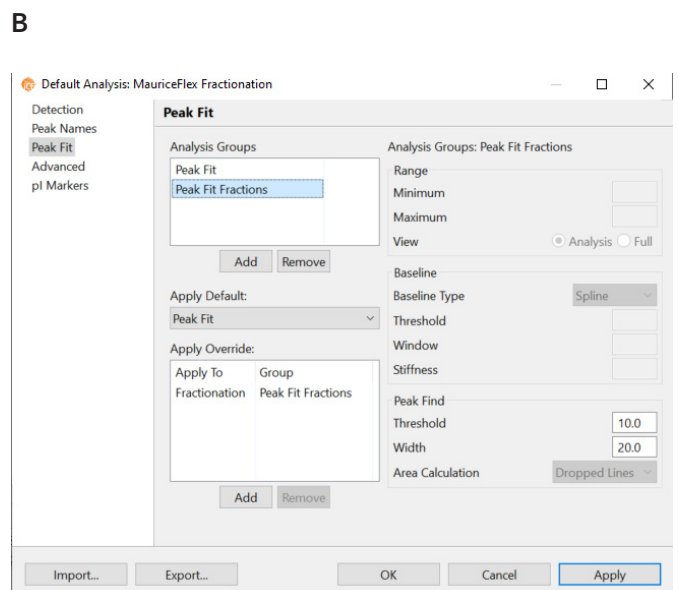 B
Default Analysis: MauriceFlex Fractionation
Detection
Peak Names
Peak Fit
Advanced
pI Markers
Peak Fit
Analysis Groups
Peak Fit
Peak Fit Fractions
Add Remove
Apply Default:
Peak Fit
Apply Override:
Apply To Group
Fractionation Peak Fit Fractions
Add Remove
Analysis Groups: Peak Fit Fractions
Range
Minimum
Maximum
View Analysis Full
Baseline
Baseline Type Spline
Threshold
Window
Stiffness
Peak Find
Threshold 10.0
Width 20.0
Area Calculation Dropped Lines
Import... Export... OK Cancel Apply